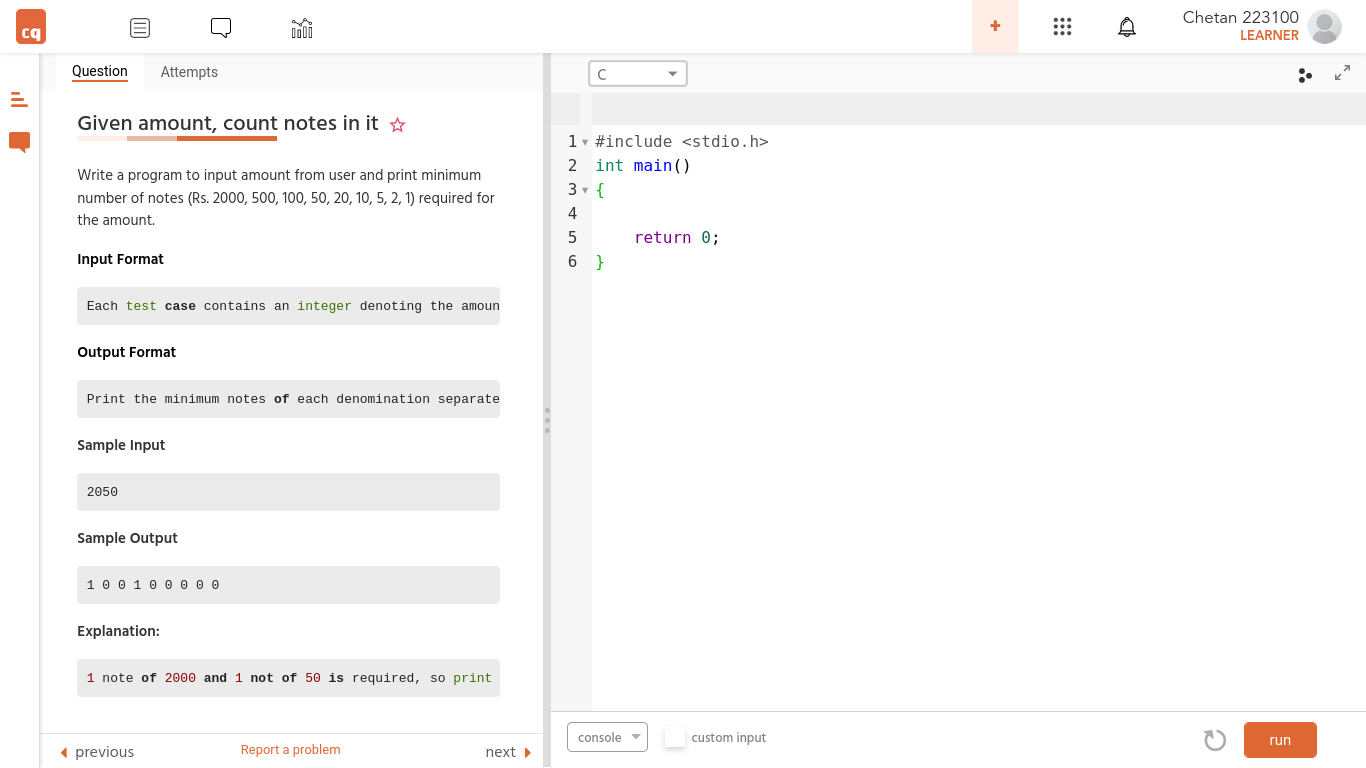 cq
+
Chetan 223100
LEARNER
Question
Attempts
Given amount, count notes in it
Write a program to input amount from user and print minimum
number of notes (Rs. 2000, 500, 100, 50, 20, 10, 5, 2, 1) required for
the amount.
Input Format
Each test case contains an integer denoting the amoun
Output Format
Print the minimum notes of each denomination separate
Sample Input
2050
Sample Output
1 0 0 1 0 0 0 0 0
Explanation:
1 note of 2000 and 1 not of 50 is required, so print
previous
Report a problem
next
C
1 #include <stdio.h>
2 int main()
3 {
4
5 return 0;
6 }
console
custom input
run